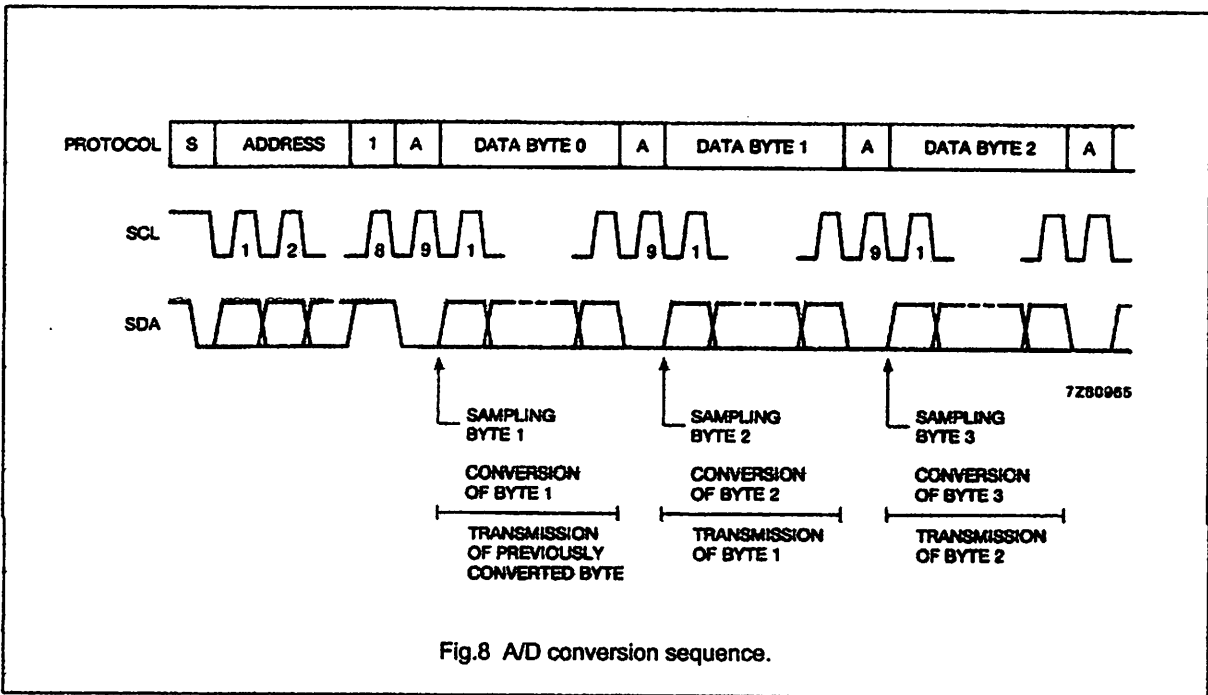 PROTOCOL S ADDRESS 1 A DATA BYTE 0 A DATA BYTE 1 A DATA BYTE 2 A
SCL 1 2 8 9 1 9 1 9 1
SDA
7Z80965
SAMPLING
BYTE 1
SAMPLING
BYTE 2
SAMPLING
BYTE 3
CONVERSION
OF BYTE 1
CONVERSION
OF BYTE 2
CONVERSION
OF BYTE 3
TRANSMISSION
OF PREVIOUSLY
CONVERTED BYTE
TRANSMISSION
OF BYTE 1
TRANSMISSION
OF BYTE 2
Fig.8 A/D conversion sequence.